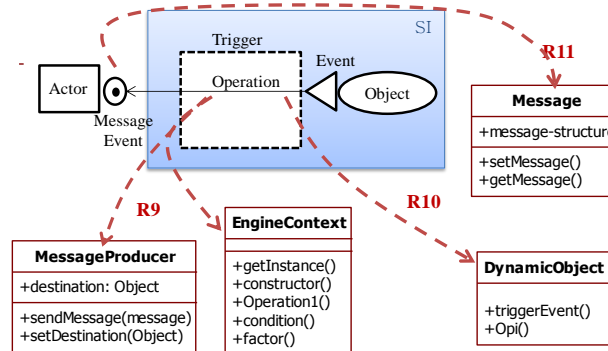 SI
Trigger
R11
Event
Actor
Operation
Object
Message
Event
Message
+message-structure
+setMessage()
+getMessage()
R9
R10
EngineContext
+getInstance()
+constructor()
+Operation1()
+condition()
+factor()
MessageProducer
+destination: Object
+sendMessage(message)
+setDestination(Object)
DynamicObject
+triggerEvent()
+Opi()